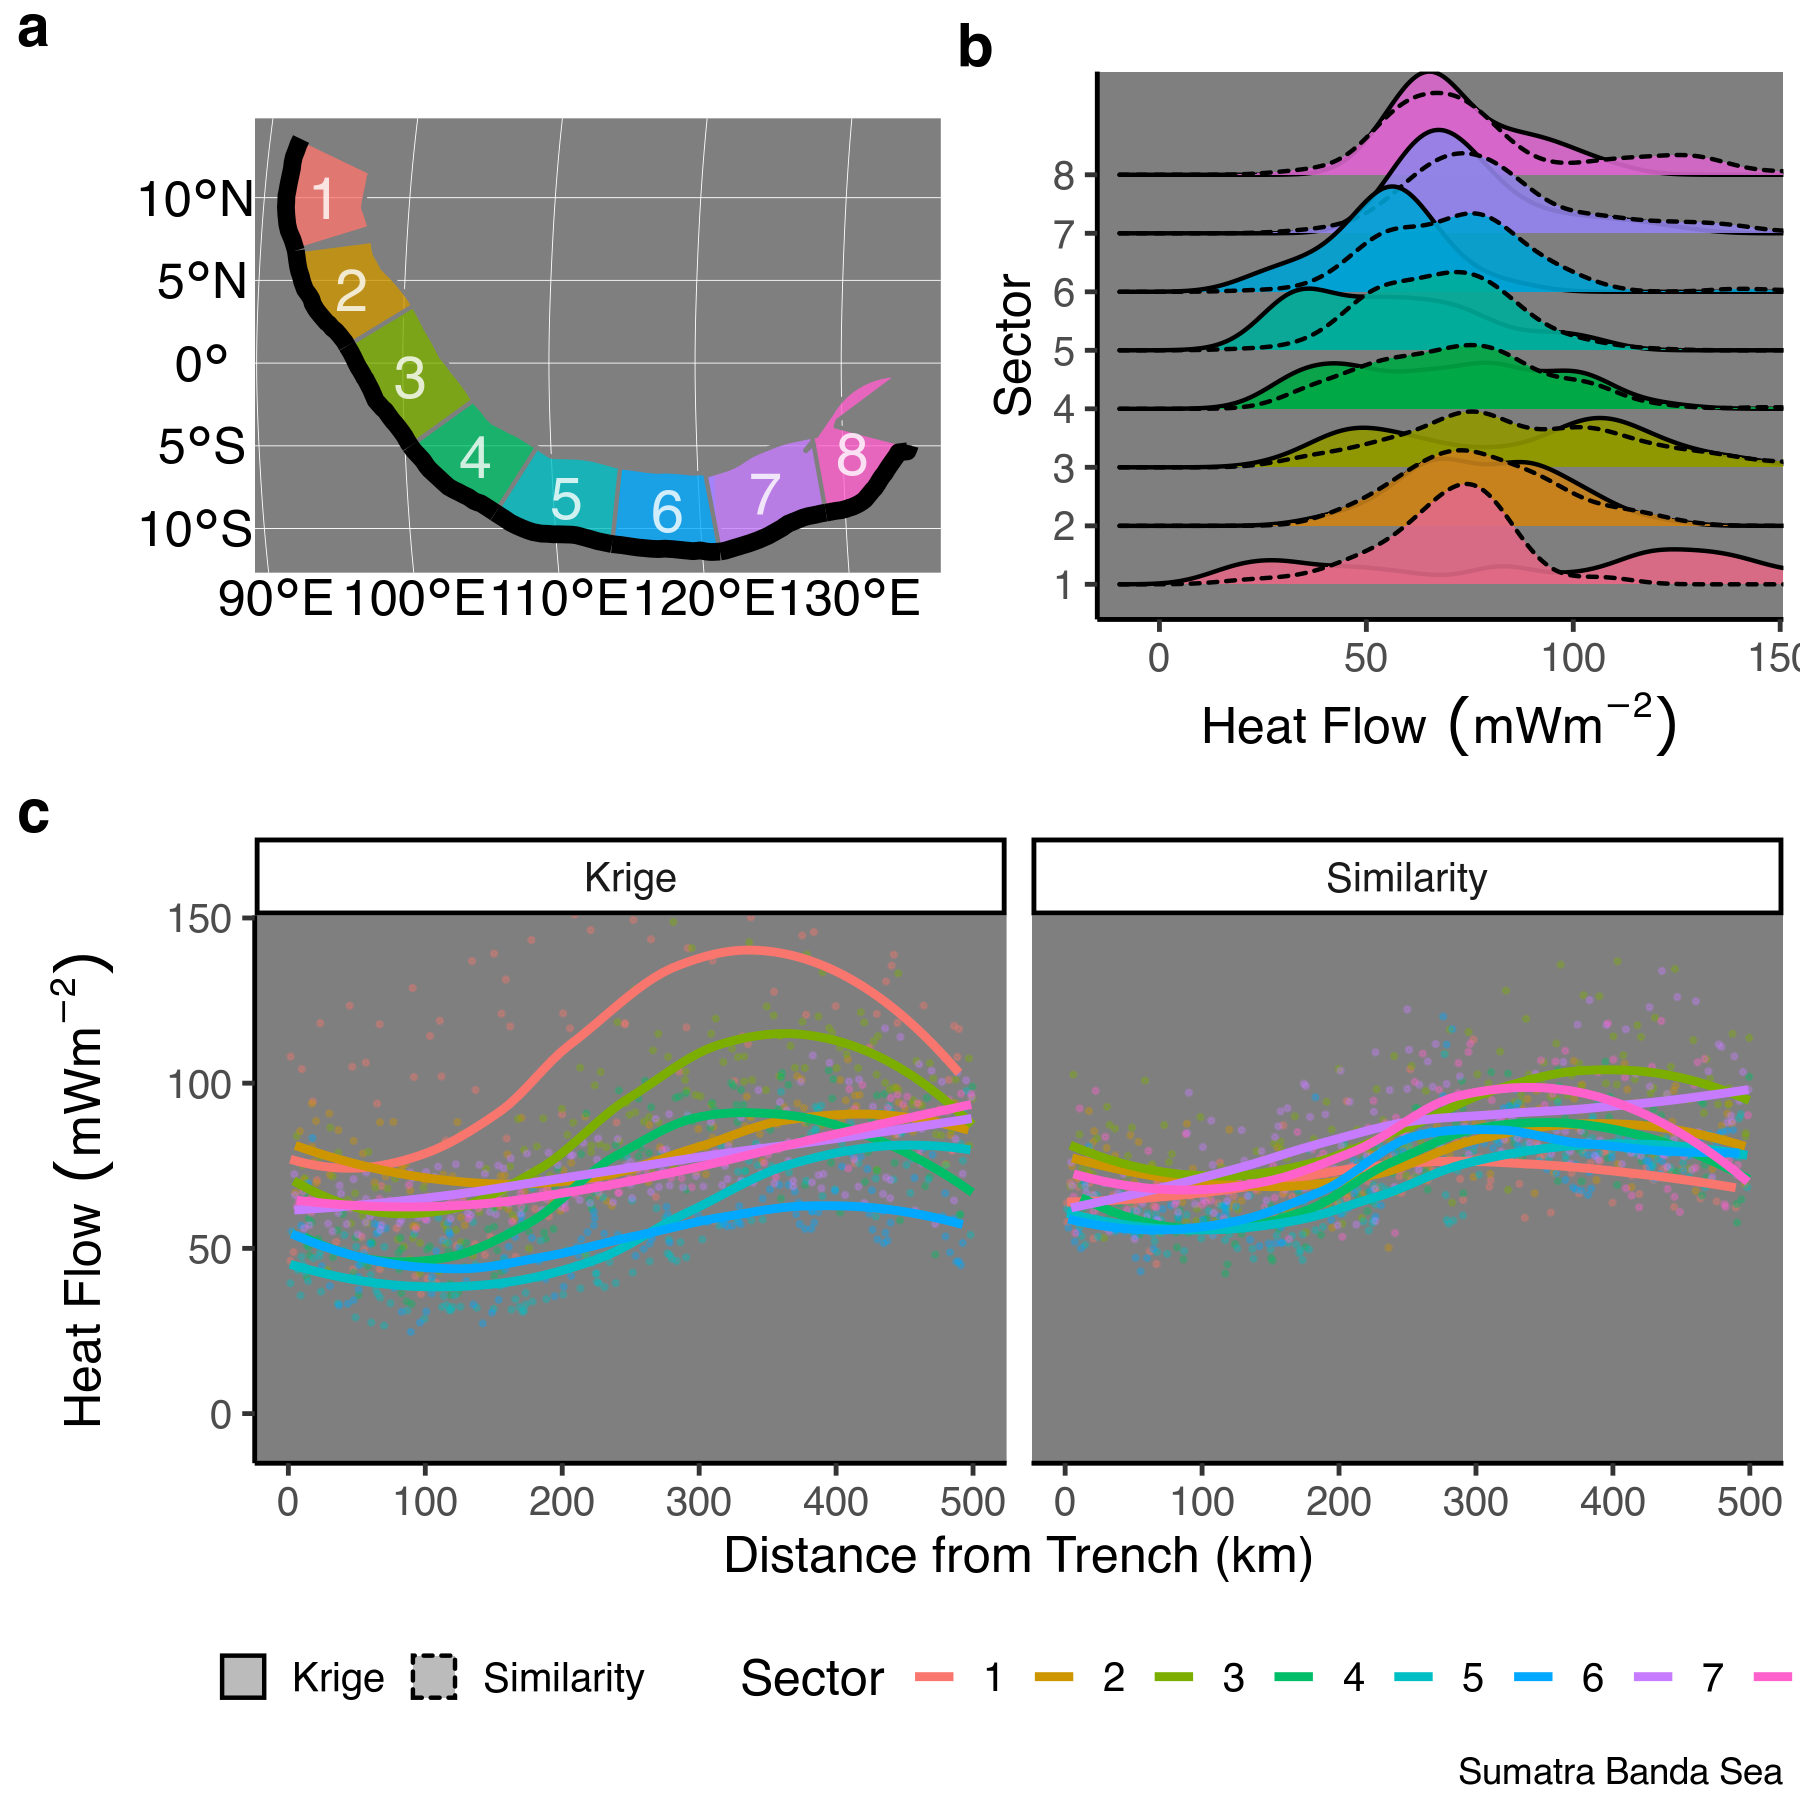 a
10°N
5°N
0°
5°S
10°S
90°E 100°E 110°E 120°E 130°E
1
2
3
4
5
6
7
8
b
Sector
8
7
6
5
4
3
2
1
0 50 100 150
Heat Flow (mWm−2)
c
Krige Similarity
Heat Flow (mWm−2)
150
100
50
0
0 100 200 300 400 500 0 100 200 300 400 500
Distance from Trench (km)
Krige Similarity Sector 1 2 3 4 5 6 7
Sumatra Banda Sea